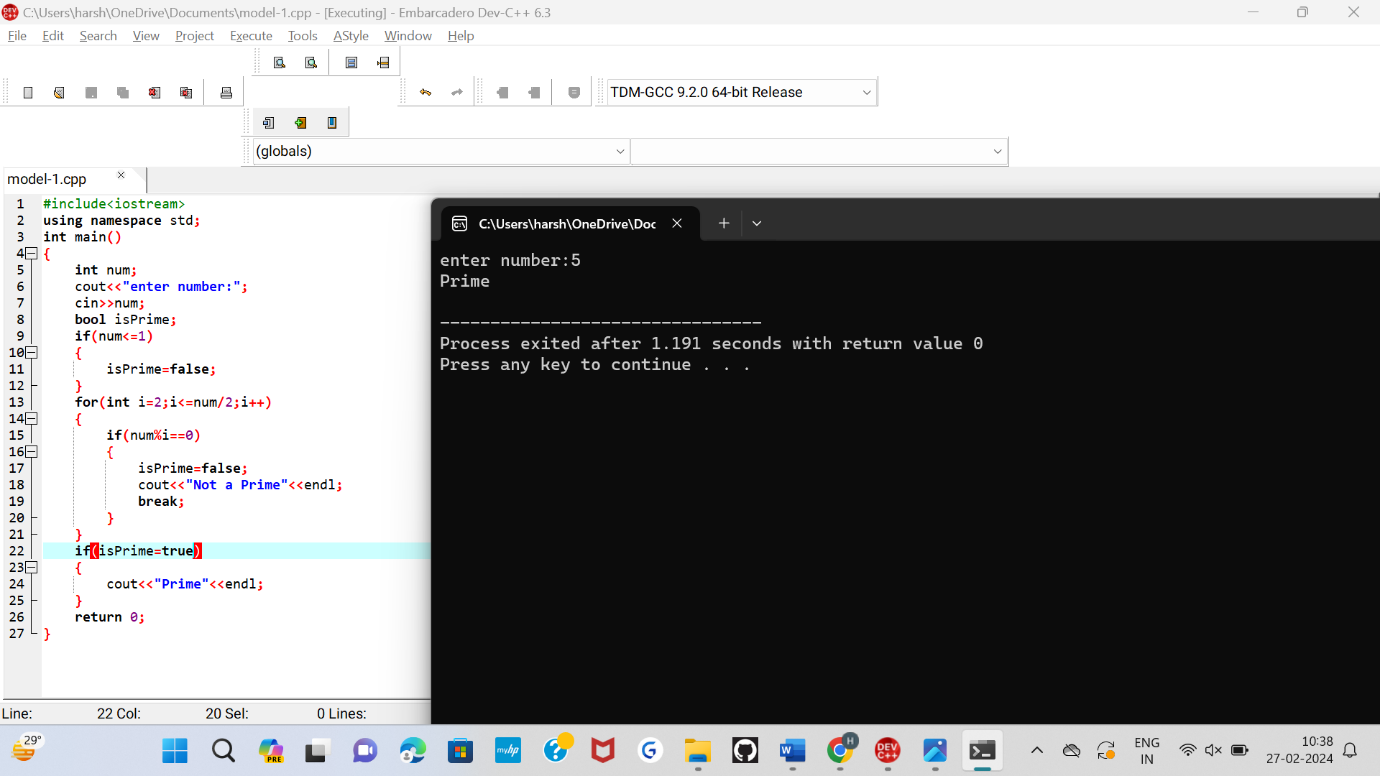 C:\Users\harsh\OneDrive\Documents\model-1.cpp - [Executing] - Embarcadero Dev-C++ 6.3
File Edit Search View Project Execute Tools AStyle Window Help
TDM-GCC 9.2.0 64-bit Release
(globals)
model-1.cpp
1 #include<iostream>
2 using namespace std;
3 int main()
4 {
5 int num;
6 cout<<"enter number:";
7 cin>>num;
8 bool isPrime;
9 if(num<=1)
10 {
11 isPrime=false;
12 }
13 for(int i=2;i<=num/2;i++)
14 {
15 if(num%i==0)
16 {
17 isPrime=false;
18 cout<<"Not a Prime"<<endl;
19 break;
20 }
21 }
22 if(isPrime=true)
23 {
24 cout<<"Prime"<<endl;
25 }
26 return 0;
27 }
C:\Users\harsh\OneDrive\Doc
enter number:5
Prime
--------------------------------
Process exited after 1.191 seconds with return value 0
Press any key to continue . . .
Line: 22 Col: 20 Sel: 0 Lines:
29°
PRE
myhp
H
DEV C++
ENG
IN
10:38
27-02-2024